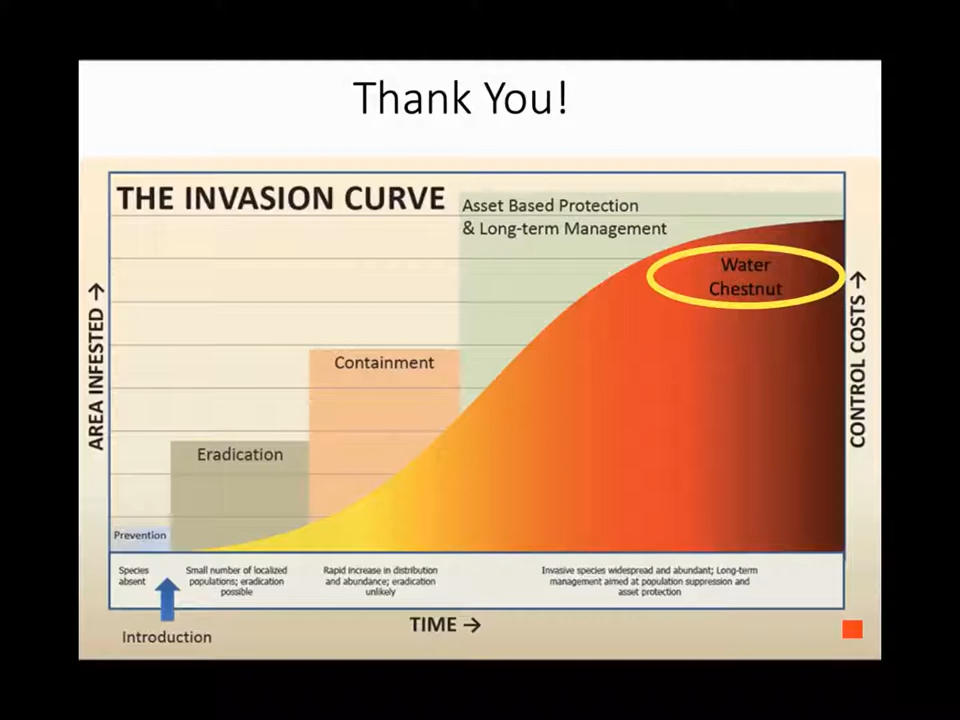 Thank You!
THE INVASION CURVE
Asset Based Protection
& Long-term Management
Water
Chestnut
Containment
Eradication
Prevention
AREA INFESTED →
CONTROL COSTS →
Species
absent
Small number of localized
populations; eradication
possible
Rapid increase in distribution
and abundance; eradication
unlikely
Invasive species widespread and abundant; Long-term
management aimed at population suppression and
asset protection
TIME →
Introduction